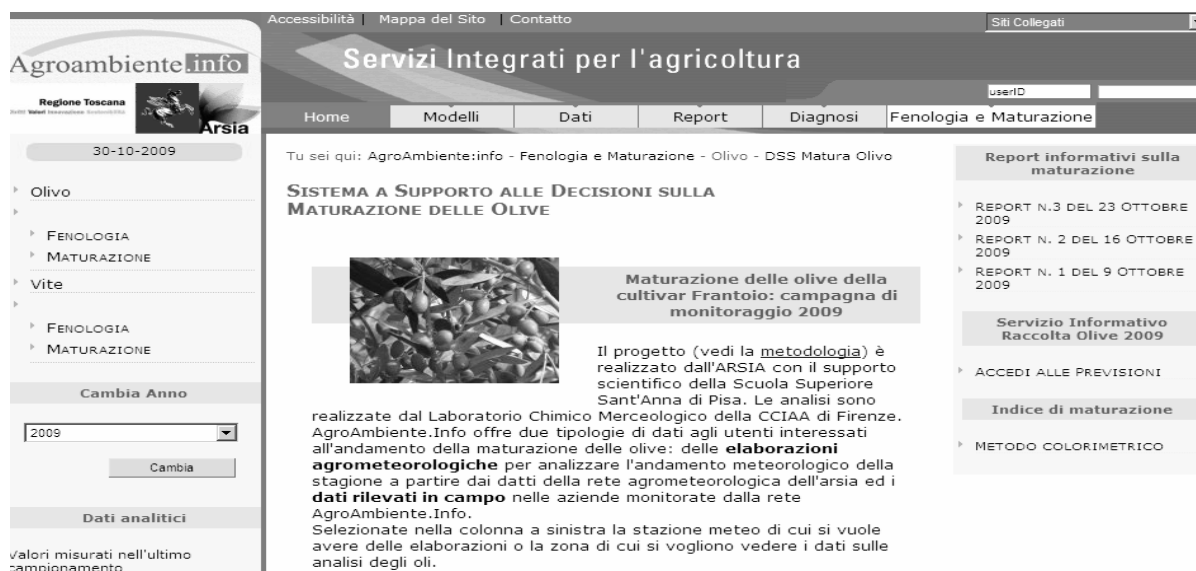 Accessibilità | Mappa del Sito | Contatto
Siti Collegati
Agroambiente.info
Servizi Integrati per l'agricoltura
Regione Toscana
Arsia
userID
Home Modelli Dati Report Diagnosi Fenologia e Maturazione
30-10-2009
Olivo
FENOLOGIA
MATURAZIONE
Vite
FENOLOGIA
MATURAZIONE
Cambia Anno
2009
Cambia
Dati analitici
Valori misurati nell'ultimo
campionamento
Tu sei qui: AgroAmbiente:info - Fenologia e Maturazione - Olivo - DSS Matura Olivo
SISTEMA A SUPPORTO ALLE DECISIONI SULLA
MATURAZIONE DELLE OLIVE
Maturazione delle olive della
cultivar Frantoio: campagna di
monitoraggio 2009
Il progetto (vedi la metodologia) è
realizzato dall'ARSIA con il supporto
scientifico della Scuola Superiore
Sant'Anna di Pisa. Le analisi sono
realizzate dal Laboratorio Chimico Merceologico della CCIAA di Firenze.
AgroAmbiente.Info offre due tipologie di dati agli utenti interessati
all'andamento della maturazione delle olive: delle elaborazioni
agrometeorologiche per analizzare l'andamento meteorologico della
stagione a partire dai datti della rete agrometeorologica dell'arsia ed i
dati rilevati in campo nelle aziende monitorate dalla rete
AgroAmbiente.Info.
Selezionate nella colonna a sinistra la stazione meteo di cui si vuole
avere delle elaborazioni o la zona di cui si vogliono vedere i dati sulle
analisi degli oli.
Report informativi sulla
maturazione
REPORT N.3 DEL 23 OTTOBRE
2009
REPORT N. 2 DEL 16 OTTOBRE
2009
REPORT N. 1 DEL 9 OTTOBRE
2009
Servizio Informativo
Raccolta Olive 2009
ACCEDI ALLE PREVISIONI
Indice di maturazione
METODO COLORIMETRICO